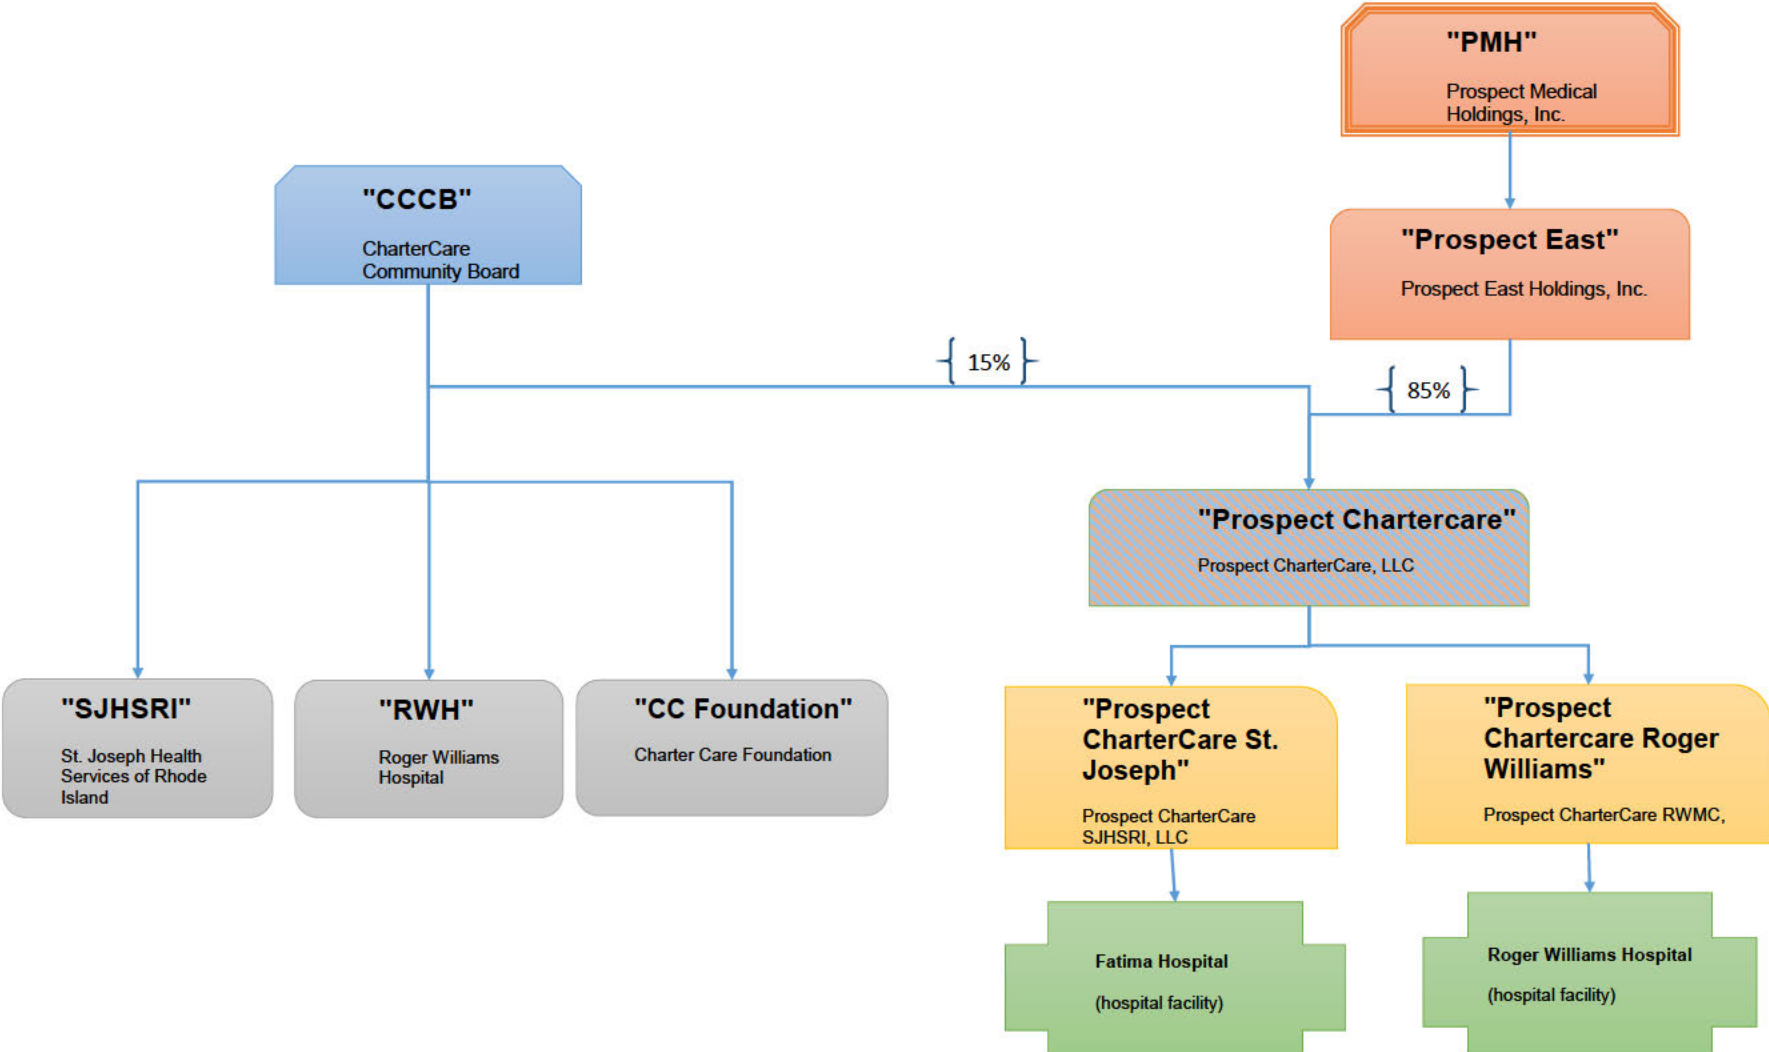 "PMH"
Prospect Medical
Holdings, Inc.
"CCCB"
CharterCare
Community Board
"Prospect East"
Prospect East Holdings, Inc.
15%
85%
"Prospect Chartercare"
Prospect CharterCare, LLC
"SJHSRI"
St. Joseph Health
Services of Rhode
Island
"RWH"
Roger Williams
Hospital
"CC Foundation"
Charter Care Foundation
"Prospect
CharterCare St.
Joseph"
Prospect CharterCare
SJHSRI, LLC
"Prospect
Chartercare Roger
Williams"
Prospect CharterCare RWMC,
Fatima Hospital
(hospital facility)
Roger Williams Hospital
(hospital facility)